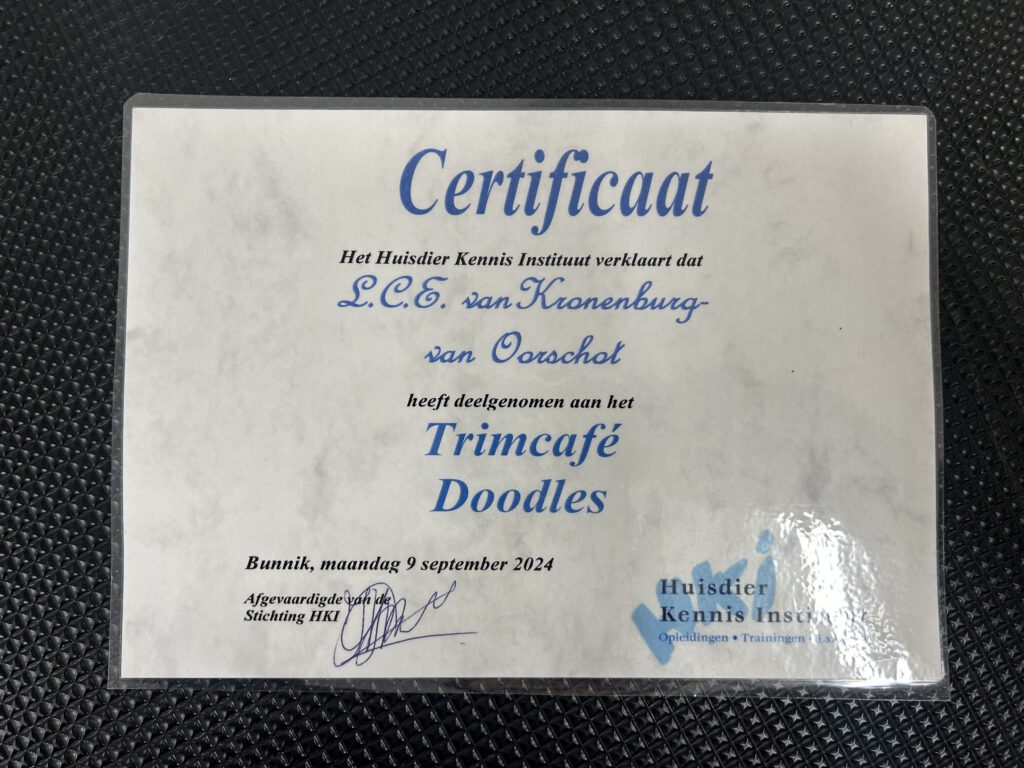 Certificaat
Het Huisdier Kennis Instituut verklaart dat
L.C.E. van Kronenburg-
van Oorschot
heeft deelgenomen aan het
Trimcafé
Doodles
Bunnik, maandag 9 september 2024
Afgevaardigde van de
Stichting HKI
HKi
Huisdier
Kennis
Opleidingen • Trainingen